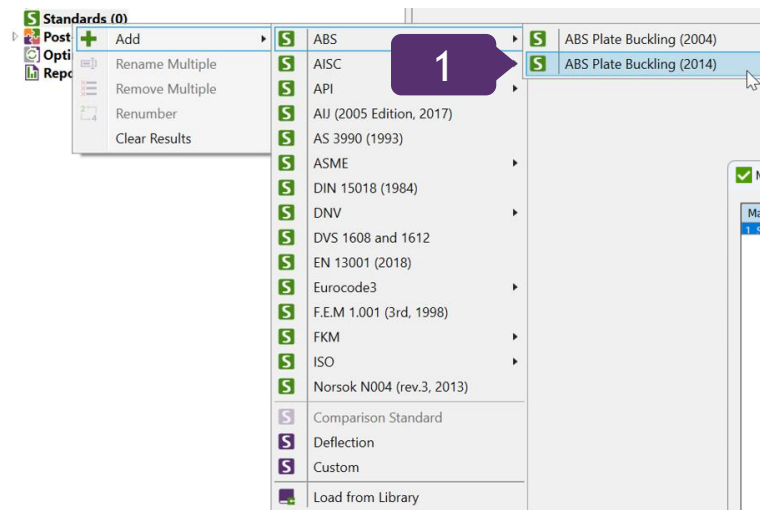 Standards (0)
Post
Opti
Repo
Add
Rename Multiple
Remove Multiple
Renumber
Clear Results
ABS
AISC
API
AIJ (2005 Edition, 2017)
AS 3990 (1993)
ASME
DIN 15018 (1984)
DNV
DVS 1608 and 1612
EN 13001 (2018)
Eurocode3
F.E.M 1.001 (3rd, 1998)
FKM
ISO
Norsok N004 (rev.3, 2013)
Comparison Standard
Deflection
Custom
Load from Library
1
ABS Plate Buckling (2004)
ABS Plate Buckling (2014)
Ma